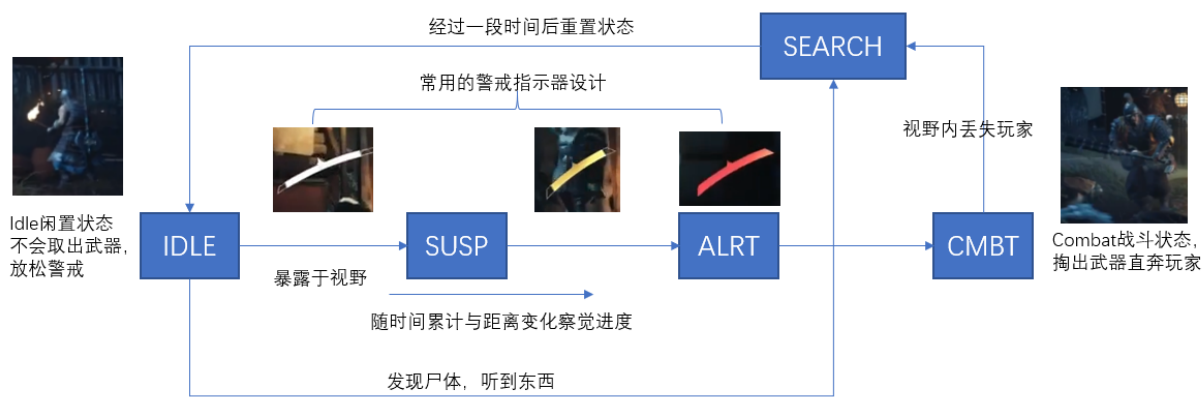 经过一段时间后重置状态
SEARCH
常用的警戒指示器设计
视野内丢失玩家
Idle闲置状态
不会取出武器，
放松警戒
IDLE
SUSP
ALRT
CMBT
Combat战斗状态，
掏出武器直奔玩家
暴露于视野
随时间累计与距离变化察觉进度
发现尸体，听到东西